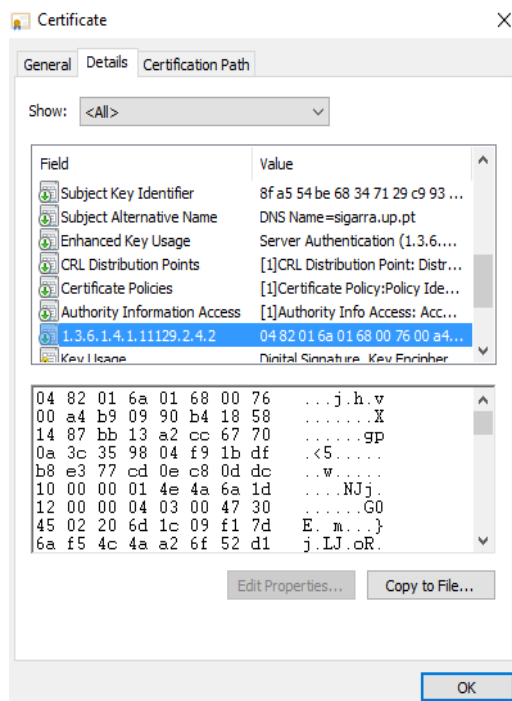 Certificate
General Details Certification Path
Show: <All>
Field Value
Subject Key Identifier 8f a5 54 be 68 34 71 29 c9 93 ...
Subject Alternative Name DNS Name=sigarra.up.pt
Enhanced Key Usage Server Authentication (1.3.6....
CRL Distribution Points [1]CRL Distribution Point: Distr...
Certificate Policies [1]Certificate Policy:Policy Ide...
Authority Information Access [1]Authority Info Access: Acc...
1.3.6.1.4.1.11129.2.4.2 04 82 01 6a 01 68 00 76 00 a4...
Key Usage Digital Signature, Key Encipher
04 82 01 6a 01 68 00 76 ...j.h.v
00 a4 b9 09 90 b4 18 58 .......X
14 87 bb 13 a2 cc 67 70 ......gp
0a 3c 35 98 04 f9 1b df .<5.....
b8 e3 77 cd 0e c8 0d dc ..w.....
10 00 00 01 4e 4a 6a 1d ....NJj.
12 00 00 04 03 00 47 30 ......G0
45 02 20 6d 1c 09 f1 7d E. m...}
6a f5 4c 4a a2 6f 52 d1 j.LJ.oR.
Edit Properties... Copy to File...
OK